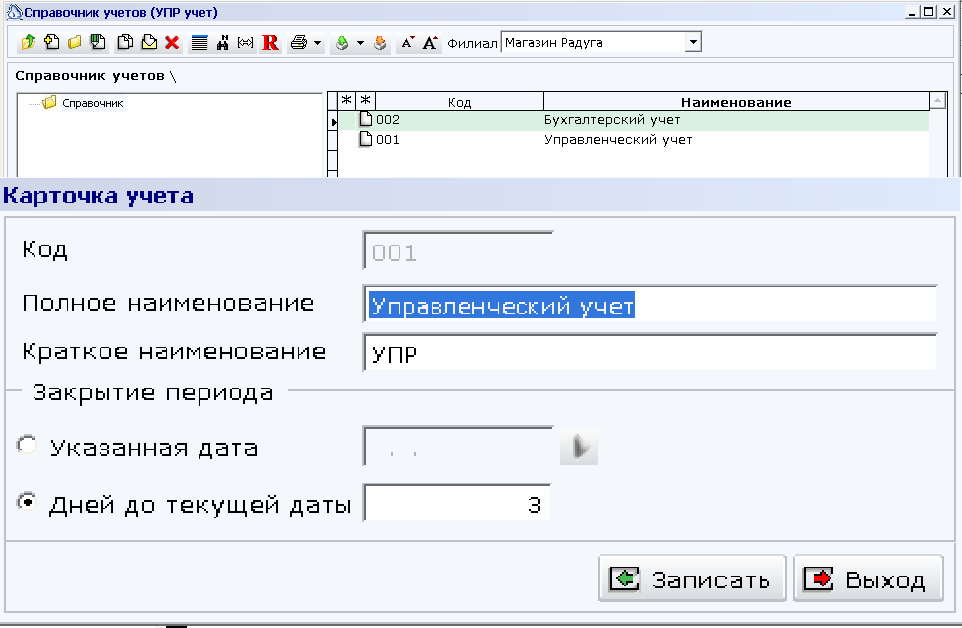 Справочник учетов (УПР учет)
R Филиал Магазин Радуга
Справочник учетов \
Справочник
* * Код Наименование
002 Бухгалтерский учет
001 Управленческий учет
Карточка учета
Код 001
Полное наименование Управленческий учет
Краткое наименование УПР
Закрытие периода
Указанная дата . .
Дней до текущей даты 3
Записать Выход